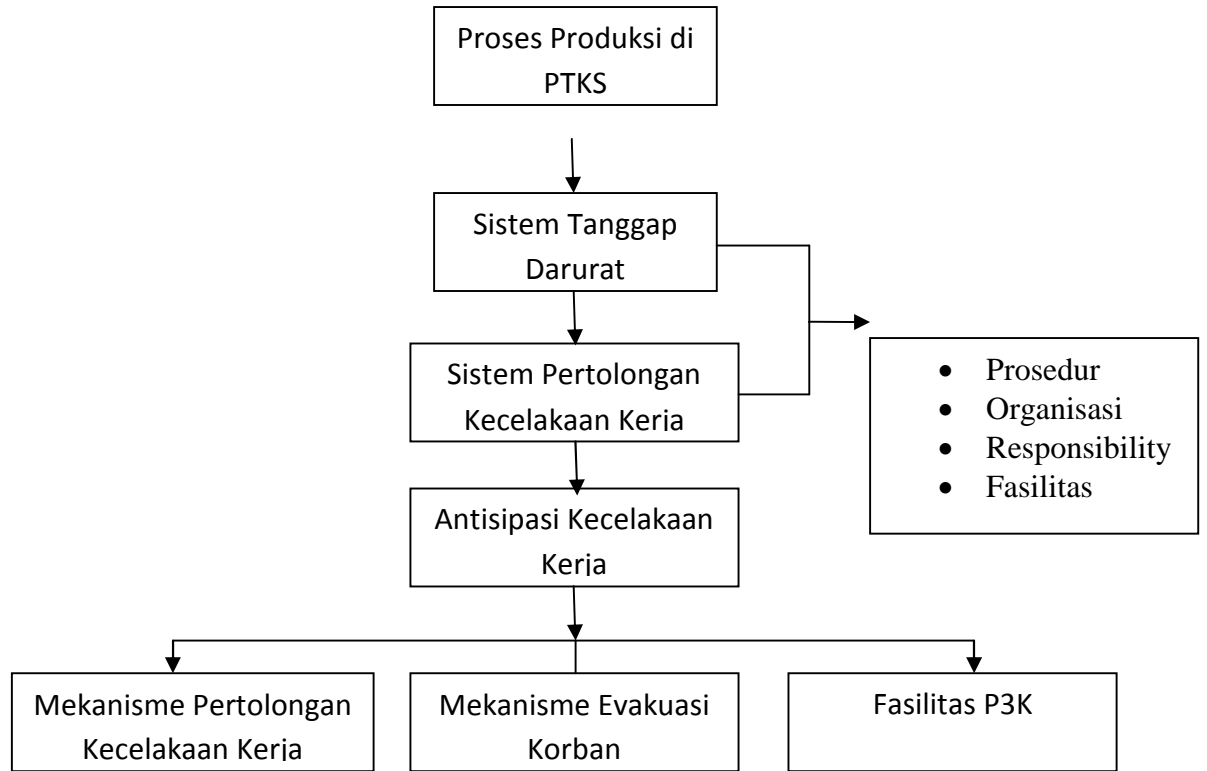 Proses Produksi di
PTKS
Sistem Tanggap
Darurat
Sistem Pertolongan
Kecelakaan Kerja
• Prosedur
• Organisasi
• Responsibility
• Fasilitas
Antisipasi Kecelakaan
Kerja
Mekanisme Pertolongan
Kecelakaan Kerja
Mekanisme Evakuasi
Korban
Fasilitas P3K